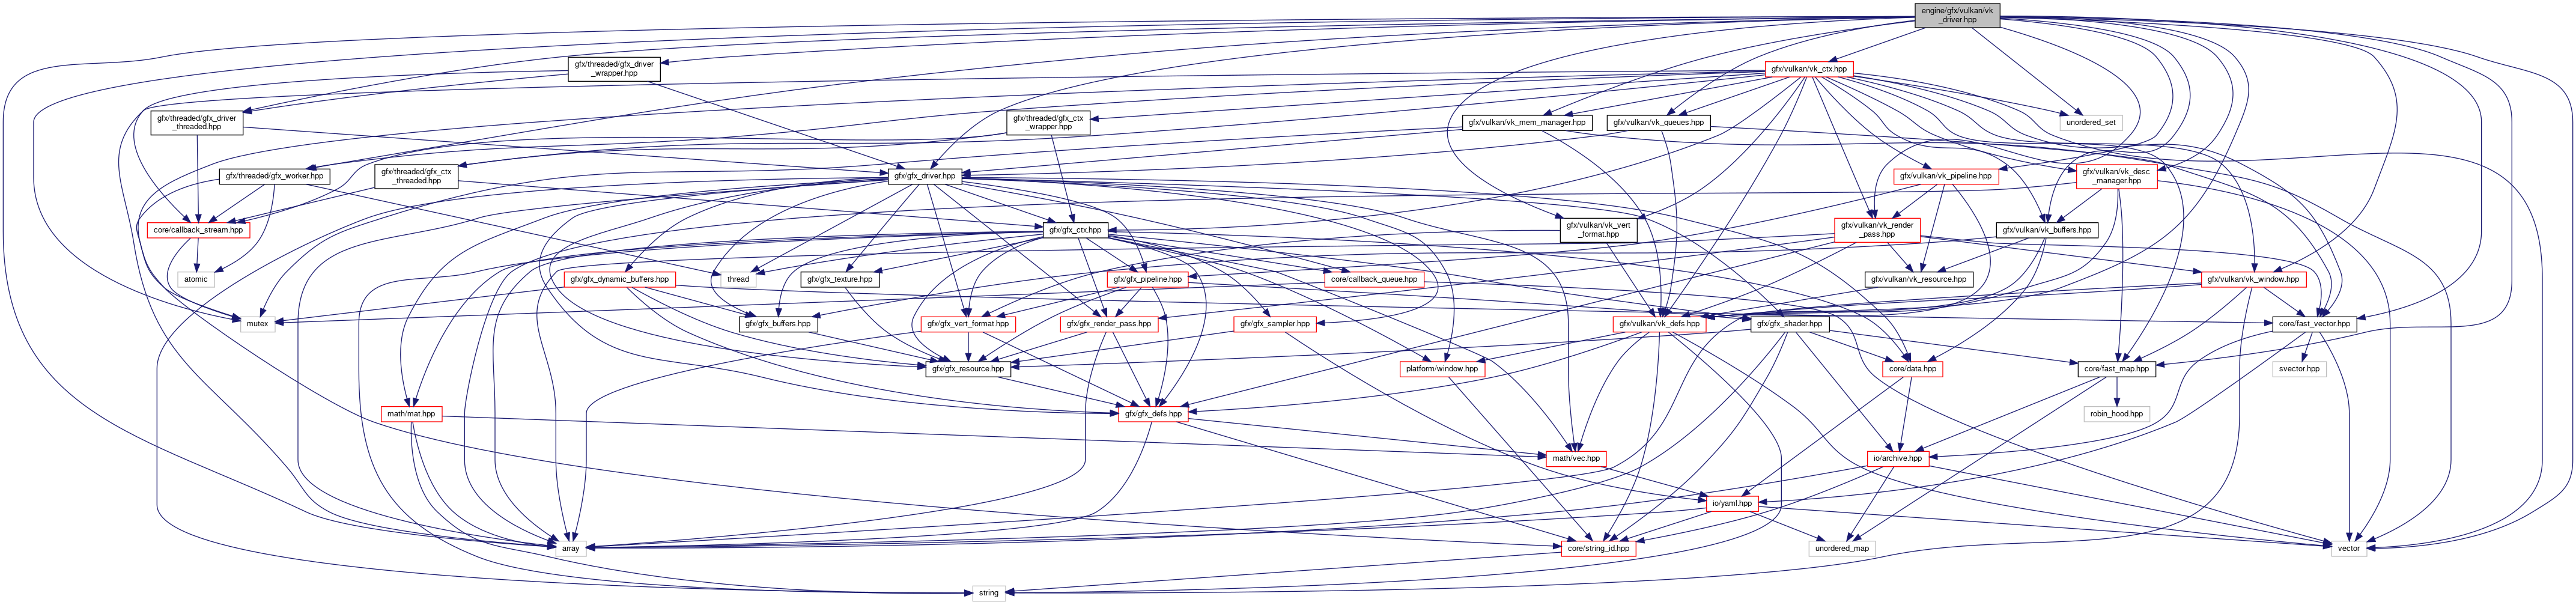 engine/gfx/vulkan/vk
_driver.hpp
gfx/threaded/gfx_driver
_wrapper.hpp
gfx/vulkan/vk_ctx.hpp
gfx/threaded/gfx_driver
_threaded.hpp
gfx/threaded/gfx_ctx
_wrapper.hpp
gfx/vulkan/vk_mem_manager.hpp
gfx/vulkan/vk_queues.hpp
unordered_set
gfx/threaded/gfx_worker.hpp
gfx/threaded/gfx_ctx
_threaded.hpp
gfx/gfx_driver.hpp
gfx/vulkan/vk_pipeline.hpp
gfx/vulkan/vk_desc
_manager.hpp
core/callback_stream.hpp
gfx/gfx_ctx.hpp
gfx/vulkan/vk_vert
_format.hpp
gfx/vulkan/vk_render
_pass.hpp
gfx/vulkan/vk_buffers.hpp
atomic
gfx/gfx_dynamic_buffers.hpp
thread
gfx/gfx_texture.hpp
core/callback_queue.hpp
gfx/gfx_pipeline.hpp
gfx/vulkan/vk_resource.hpp
gfx/vulkan/vk_window.hpp
mutex
gfx/gfx_buffers.hpp
gfx/gfx_vert_format.hpp
gfx/gfx_render_pass.hpp
gfx/gfx_sampler.hpp
gfx/vulkan/vk_defs.hpp
gfx/gfx_shader.hpp
core/fast_vector.hpp
gfx/gfx_resource.hpp
platform/window.hpp
core/data.hpp
core/fast_map.hpp
svector.hpp
math/mat.hpp
gfx/gfx_defs.hpp
robin_hood.hpp
math/vec.hpp
io/archive.hpp
io/yaml.hpp
array
core/string_id.hpp
unordered_map
vector
string